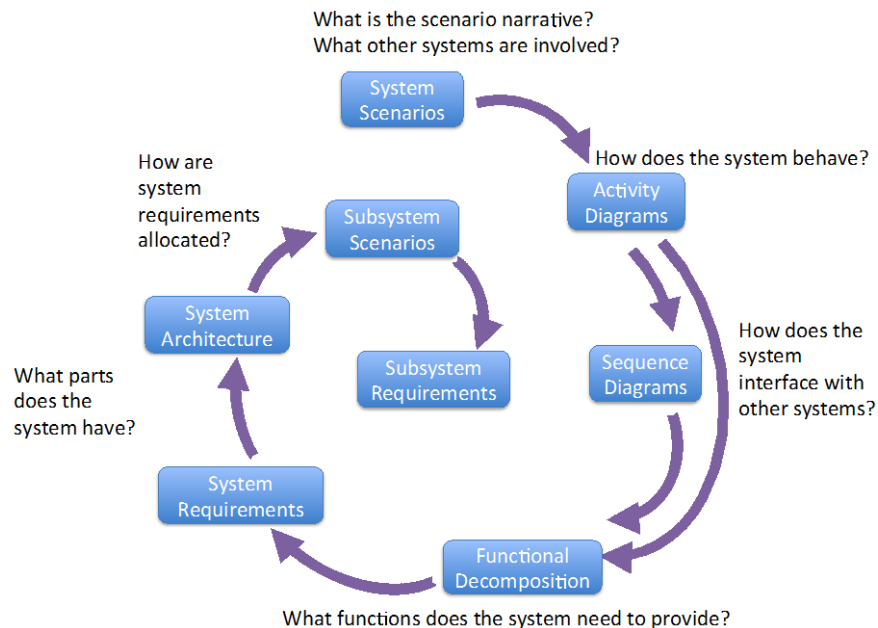 What is the scenario narrative?
What other systems are involved?
System
Scenarios
How does the system behave?
Activity
Diagrams
How are
system
requirements
allocated?
Subsystem
Scenarios
System
Architecture
How does the
system
interface with
other systems?
Subsystem
Requirements
Sequence
Diagrams
What parts
does the
system have?
System
Requirements
Functional
Decomposition
What functions does the system need to provide?